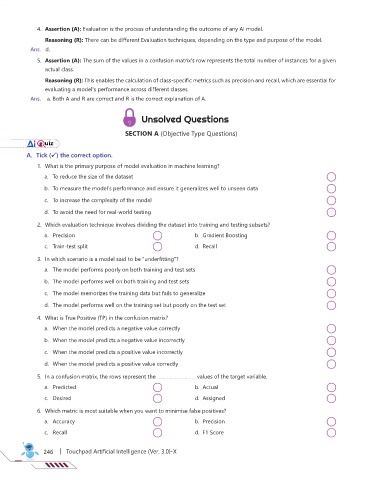 4. Assertion (A): Evaluation is the process of understanding the outcome of any AI model.
Reasoning (R): There can be different Evaluation techniques, depending on the type and purpose of the model.
Ans. d.
5. Assertion (A): The sum of the values in a confusion matrix's row represents the total number of instances for a given
actual class.
Reasoning (R): This enables the calculation of class-specific metrics such as precision and recall, which are essential for
evaluating a model's performance across different classes.
Ans. a. Both A and R are correct and R is the correct explanation of A.
Unsolved Questions
SECTION A (Objective Type Questions)
Ai Quiz
A. Tick (✓) the correct option.
1. What is the primary purpose of model evaluation in machine learning?
a. To reduce the size of the dataset
b. To measure the model's performance and ensure it generalizes well to unseen data
c. To increase the complexity of the model
d. To avoid the need for real-world testing
2. Which evaluation technique involves dividing the dataset into training and testing subsets?
a. Precision b. Gradient Boosting
c. Train-test split d. Recall
3. In which scenario is a model said to be "underfitting"?
a. The model performs poorly on both training and test sets
b. The model performs well on both training and test sets
c. The model memorizes the training data but fails to generalize
d. The model performs well on the training set but poorly on the test set
4. What is True Positive (TP) in the confusion matrix?
a. When the model predicts a negative value correctly
b. When the model predicts a negative value incorrectly
c. When the model predicts a positive value incorrectly
d. When the model predicts a positive value correctly
5. In a confusion matrix, the rows represent the ______________ values of the target variable.
a. Predicted b. Actual
c. Desired d. Assigned
6. Which metric is most suitable when you want to minimise false positives?
a. Accuracy b. Precision
c. Recall d. F1 Score
246 | Touchpad Artificial Intelligence (Ver. 3.0)-X